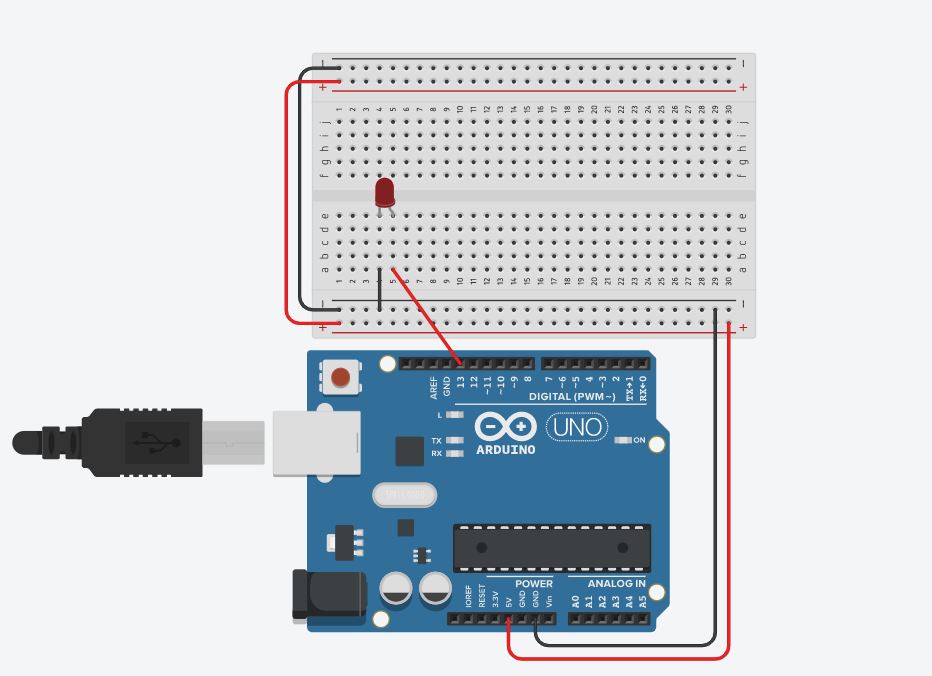 − −
+ +
1 2 3 4 5 6 7 8 9 10 11 12 13 14 15 16 17 18 19 20 21 22 23 24 25 26 27 28 29 30
j j
i i
h h
g g
f f
e e
d d
c c
b b
a a
1 2 3 4 5 6 7 8 9 10 11 12 13 14 15 16 17 18 19 20 21 22 23 24 25 26 27 28 29 30
− −
+ +
AREF GND 13 12 ~11 ~10 ~9 8 7 ~6 ~5 4 ~3 2 TX→1 RX←0
DIGITAL (PWM~)
L
TX
RX
UNO
ON
ARDUINO
POWER
ANALOG IN
IOREF RESET 3.3V 5V GND GND Vin A0 A1 A2 A3 A4 A5